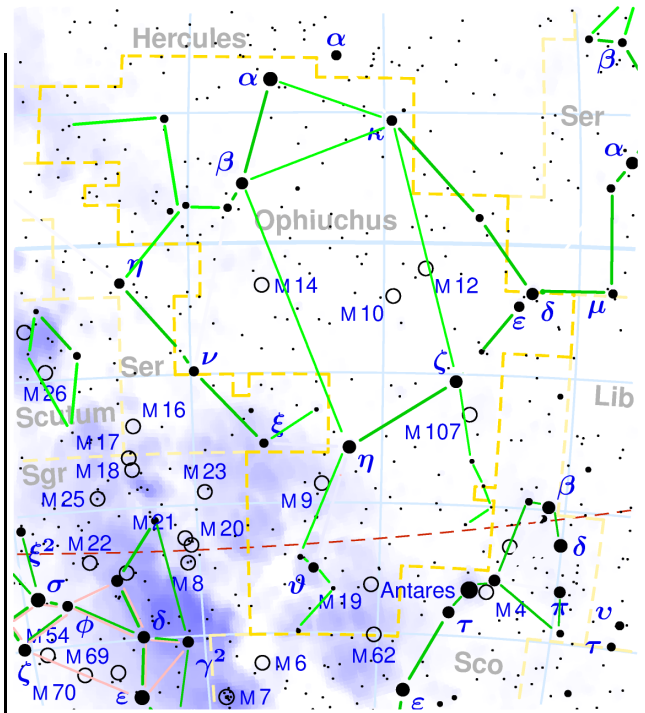 Hercules
α
α
β
κ
Ser
α
β
Ophiuchus
η
M 14
M 12
M 10
μ
δ
ε
Ser
ν
ζ
M 26
Lib
Scutum
M 16
ξ
M 107
M 17
η
Sgr
M 18
M 23
M 9
β
M 25
M 21
M 20
ξ²
M 22
δ
M 8
σ
ϑ
M 19
Antares
M 4
π
υ
ϕ
δ
τ
τ
M 54
γ²
M 62
M 69
M 6
Sco
ζ
M 70
ε
M 7
ε